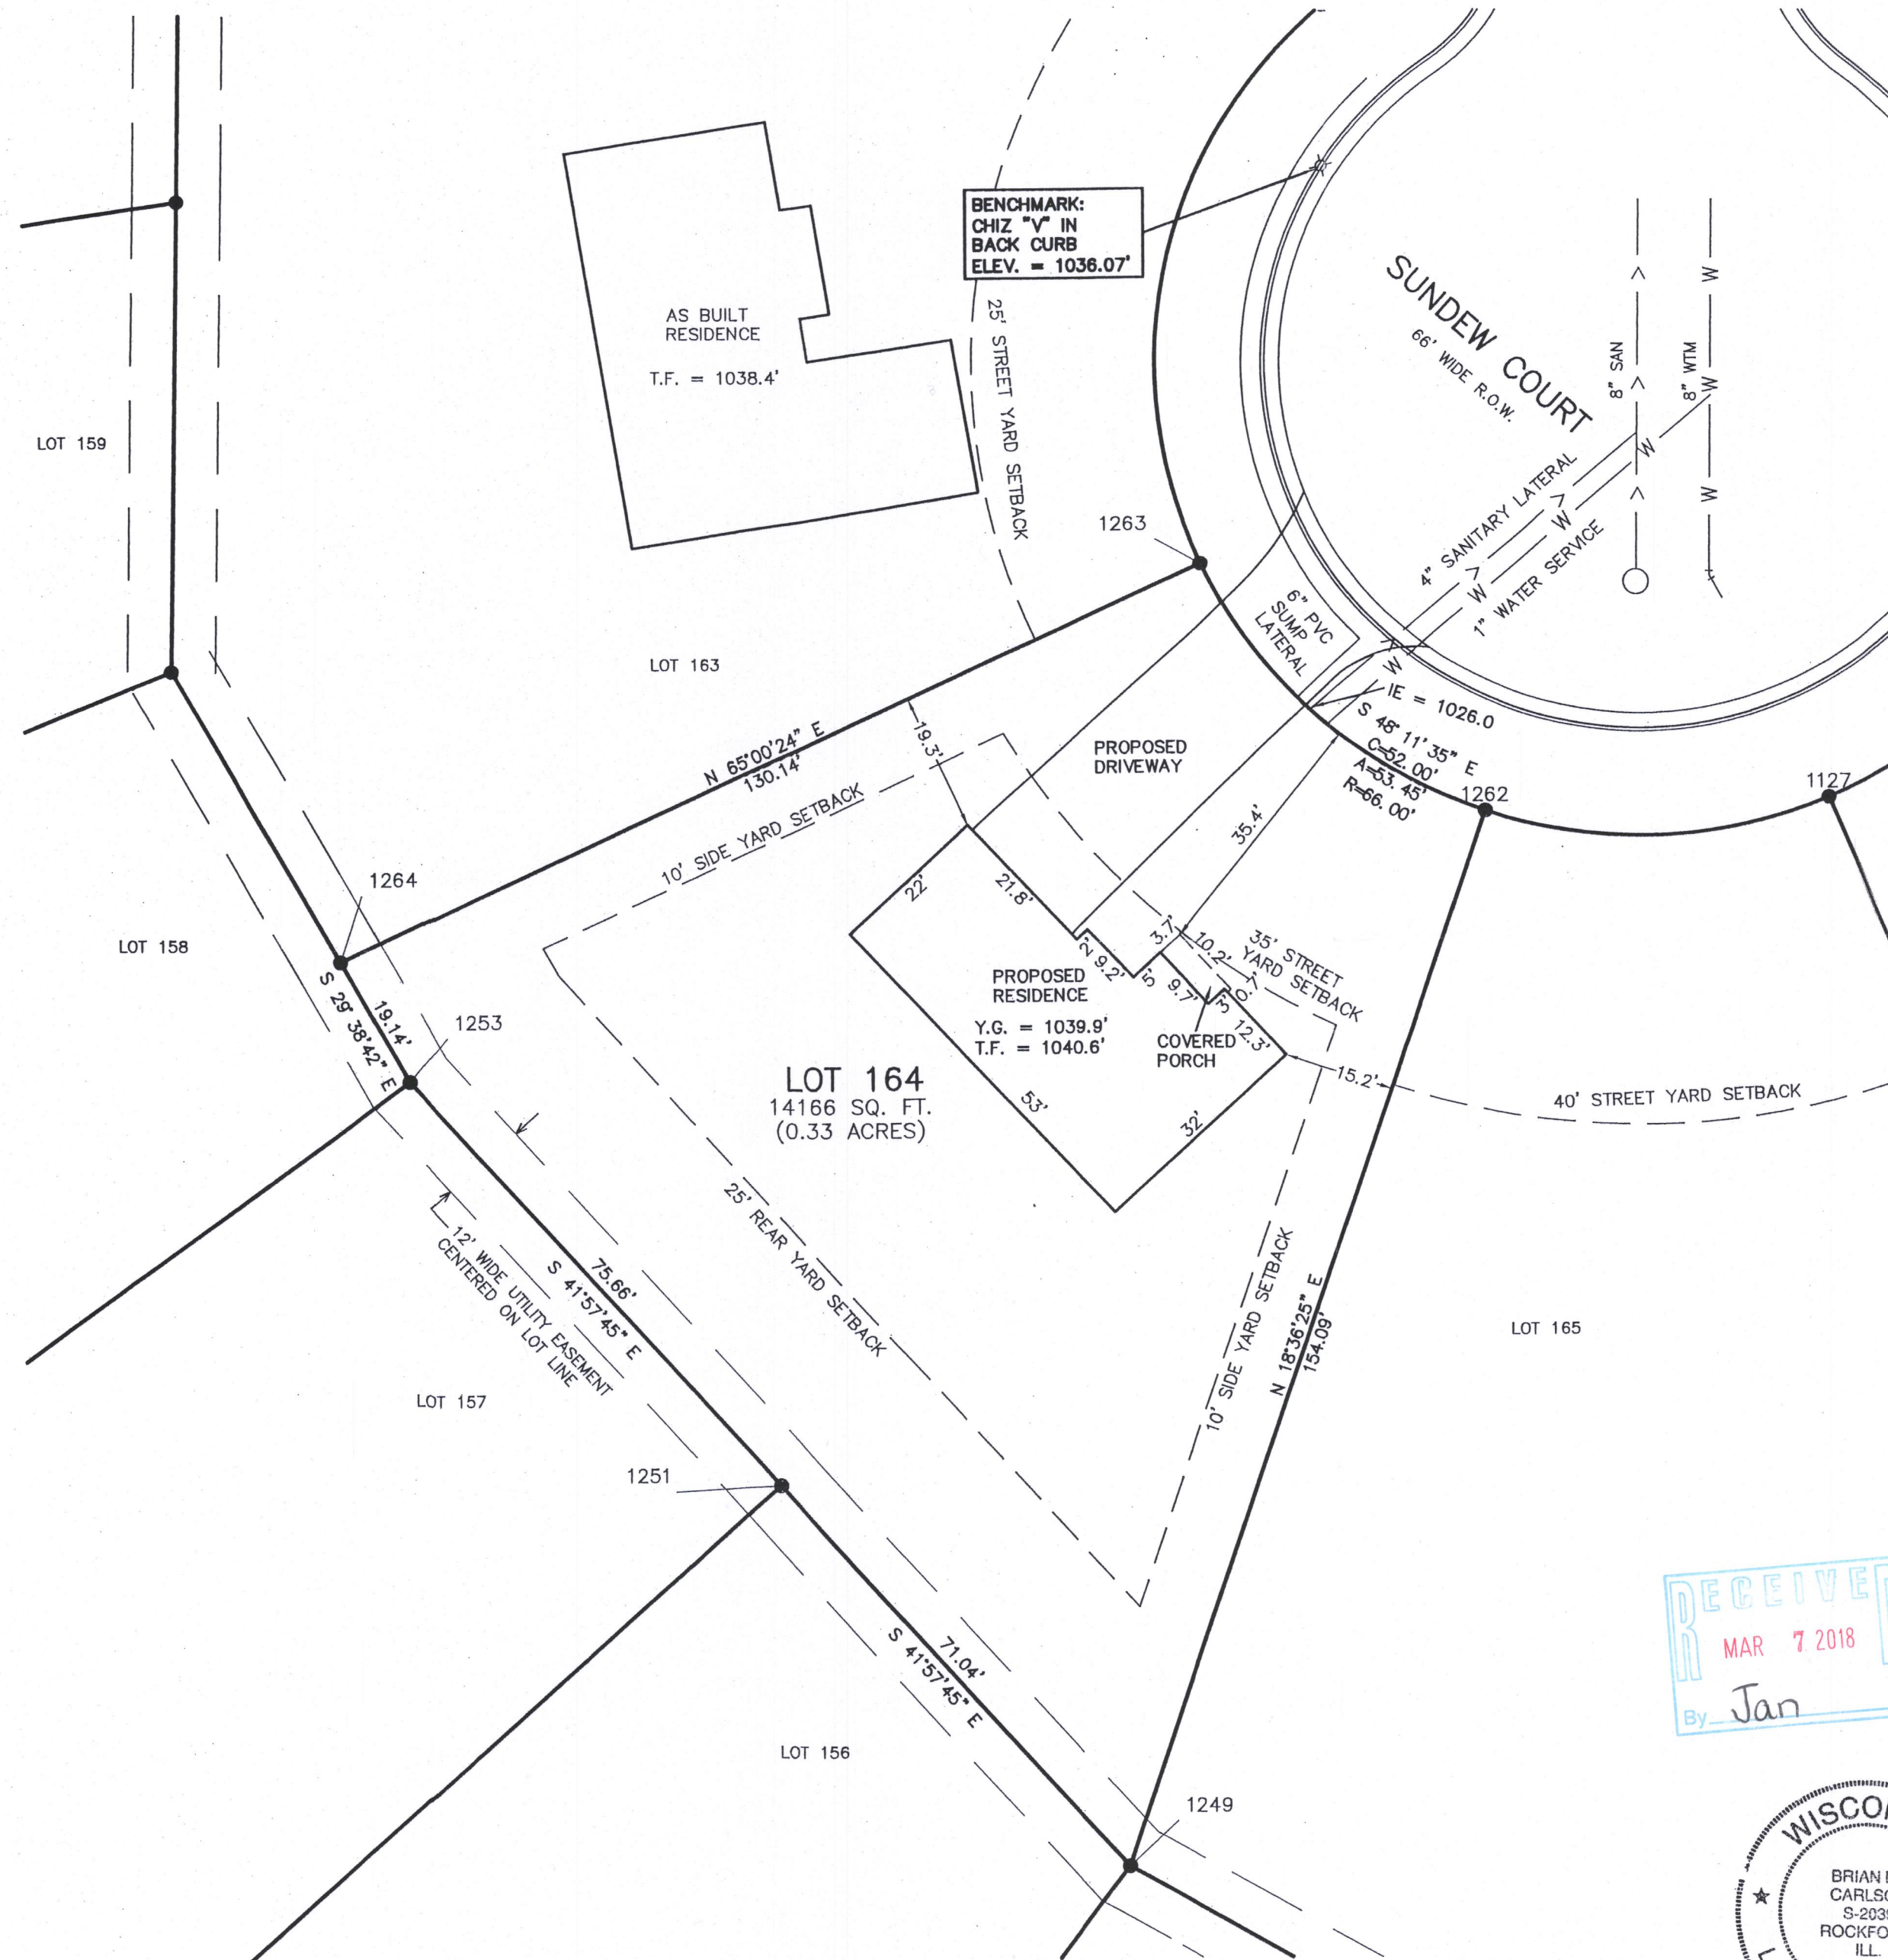 BENCHMARK:
CHIZ "V" IN
BACK CURB
ELEV. = 1036.07'
SUNDEW COURT
66' WIDE R.O.W.
8" SAN
8" WTM
W
W
W
W
AS BUILT
RESIDENCE
T.F. = 1038.4'
25' STREET YARD SETBACK
LOT 159
4" SANITARY LATERAL
W
W
W
W
1" WATER SERVICE
1263
6" PVC
SUMP
LATERAL
LOT 163
IE = 1026.0
S 48°11'35" E
C=52.00'
A=53.45'
R=66.00'
1262
1127
N 65°00'24" E
130.14'
19.3'
PROPOSED
DRIVEWAY
10' SIDE YARD SETBACK
35.4'
1264
22'
21.8'
LOT 158
2'
9.2'
3.7'
10.2'
35' STREET
YARD SETBACK
5'
9.7'
3'
0.7'
12.3'
PROPOSED
RESIDENCE
Y.G. = 1039.9'
T.F. = 1040.6'
COVERED
PORCH
19.14'
S 29°38'42" E
1253
15.2'
40' STREET YARD SETBACK
LOT 164
14166 SQ. FT.
(0.33 ACRES)
53'
32'
25' REAR YARD SETBACK
12' WIDE UTILITY EASEMENT
CENTERED ON LOT LINE
75.66'
S 41°57'45" E
10' SIDE YARD SETBACK
N 18°36'25" E
154.09'
LOT 165
LOT 157
1251
71.04'
S 41°57'45" E
LOT 156
1249
RECEIVE
MAR 7 2018
By Jan
WISCO
BRIAN
CARLS
S-203
ROCKFO
ILL.